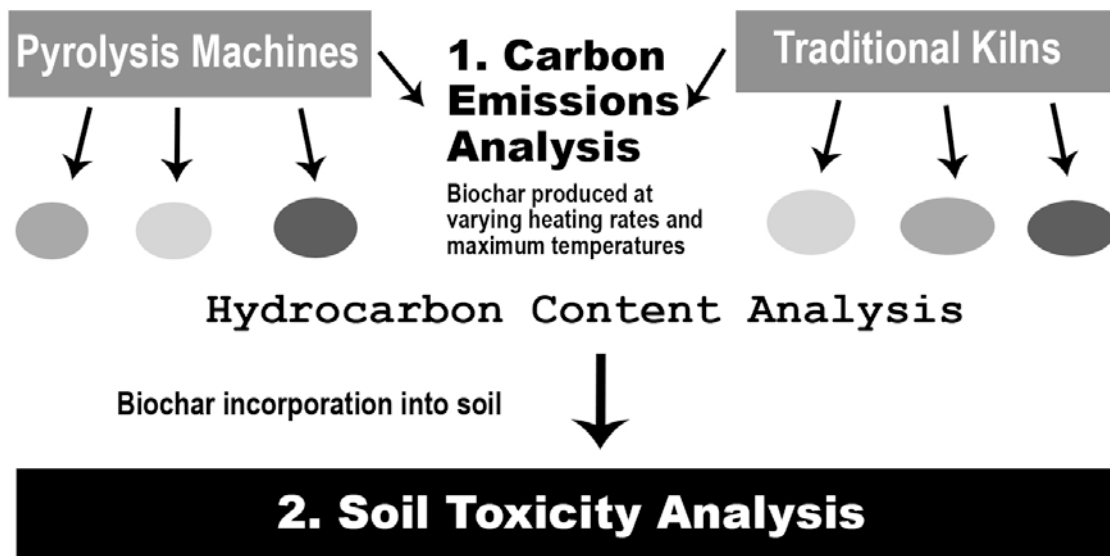 Pyrolysis Machines
1. Carbon
Emissions
Analysis
Traditional Kilns
Biochar produced at
varying heating rates and
maximum temperatures
Hydrocarbon Content Analysis
Biochar incorporation into soil
2. Soil Toxicity Analysis